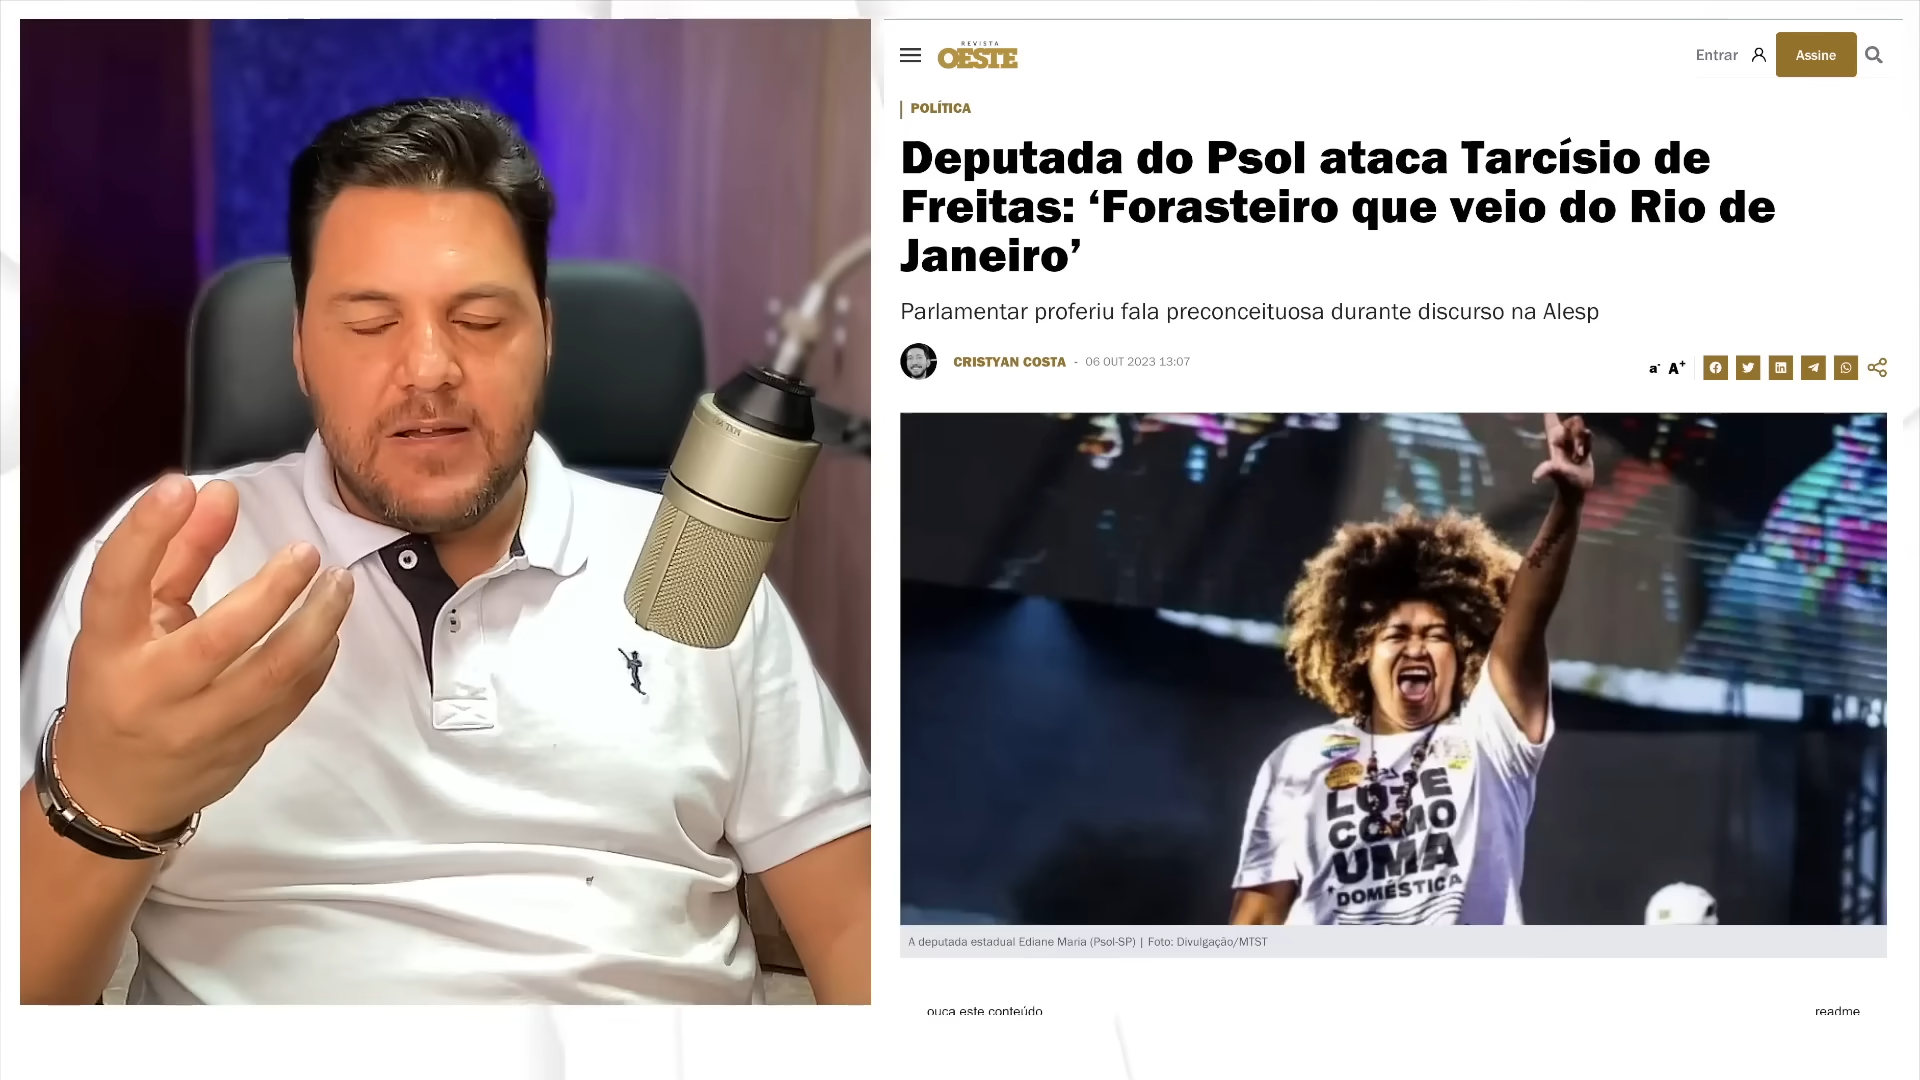 REVISTA
OESTE
Entrar
Assine
POLÍTICA
Deputada do Psol ataca Tarcísio de
Freitas: ‘Forasteiro que veio do Rio de
Janeiro’
Parlamentar proferiu fala preconceituosa durante discurso na Alesp
CRISTYAN COSTA - 06 OUT 2023 13:07
a- A+
LUTE
COMO
UMA
DOMÉSTICA
A deputada estadual Ediane Maria (Psol-SP) | Foto: Divulgação/MTST
ouça este conteúdo
readme